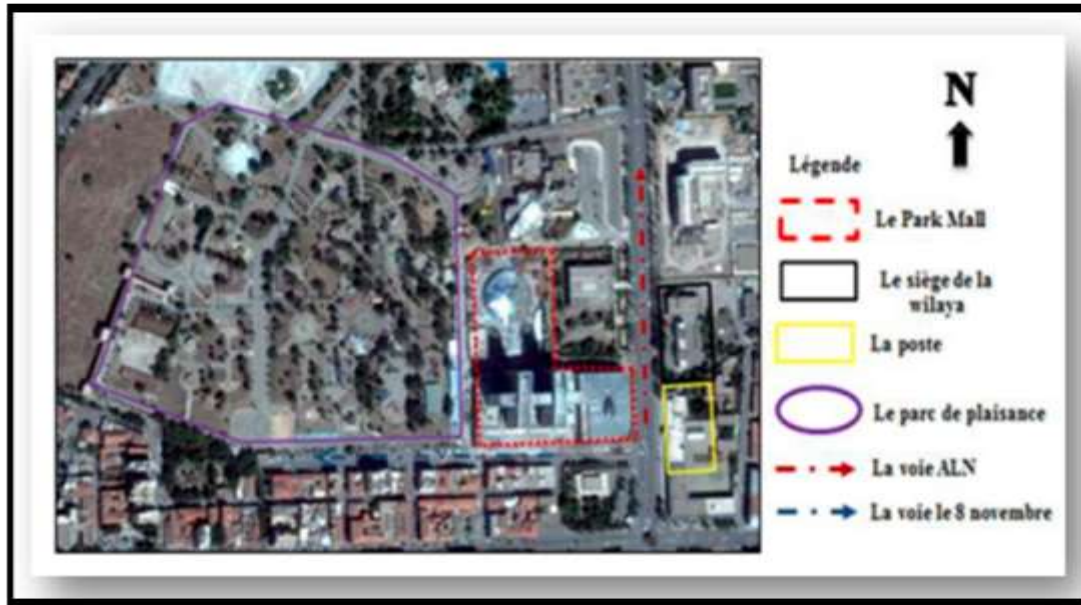 N
Légende
Le Park Mall
Le siège de la
wilaya
La poste
Le parc de plaisance
La voie ALN
La voie le 8 novembre